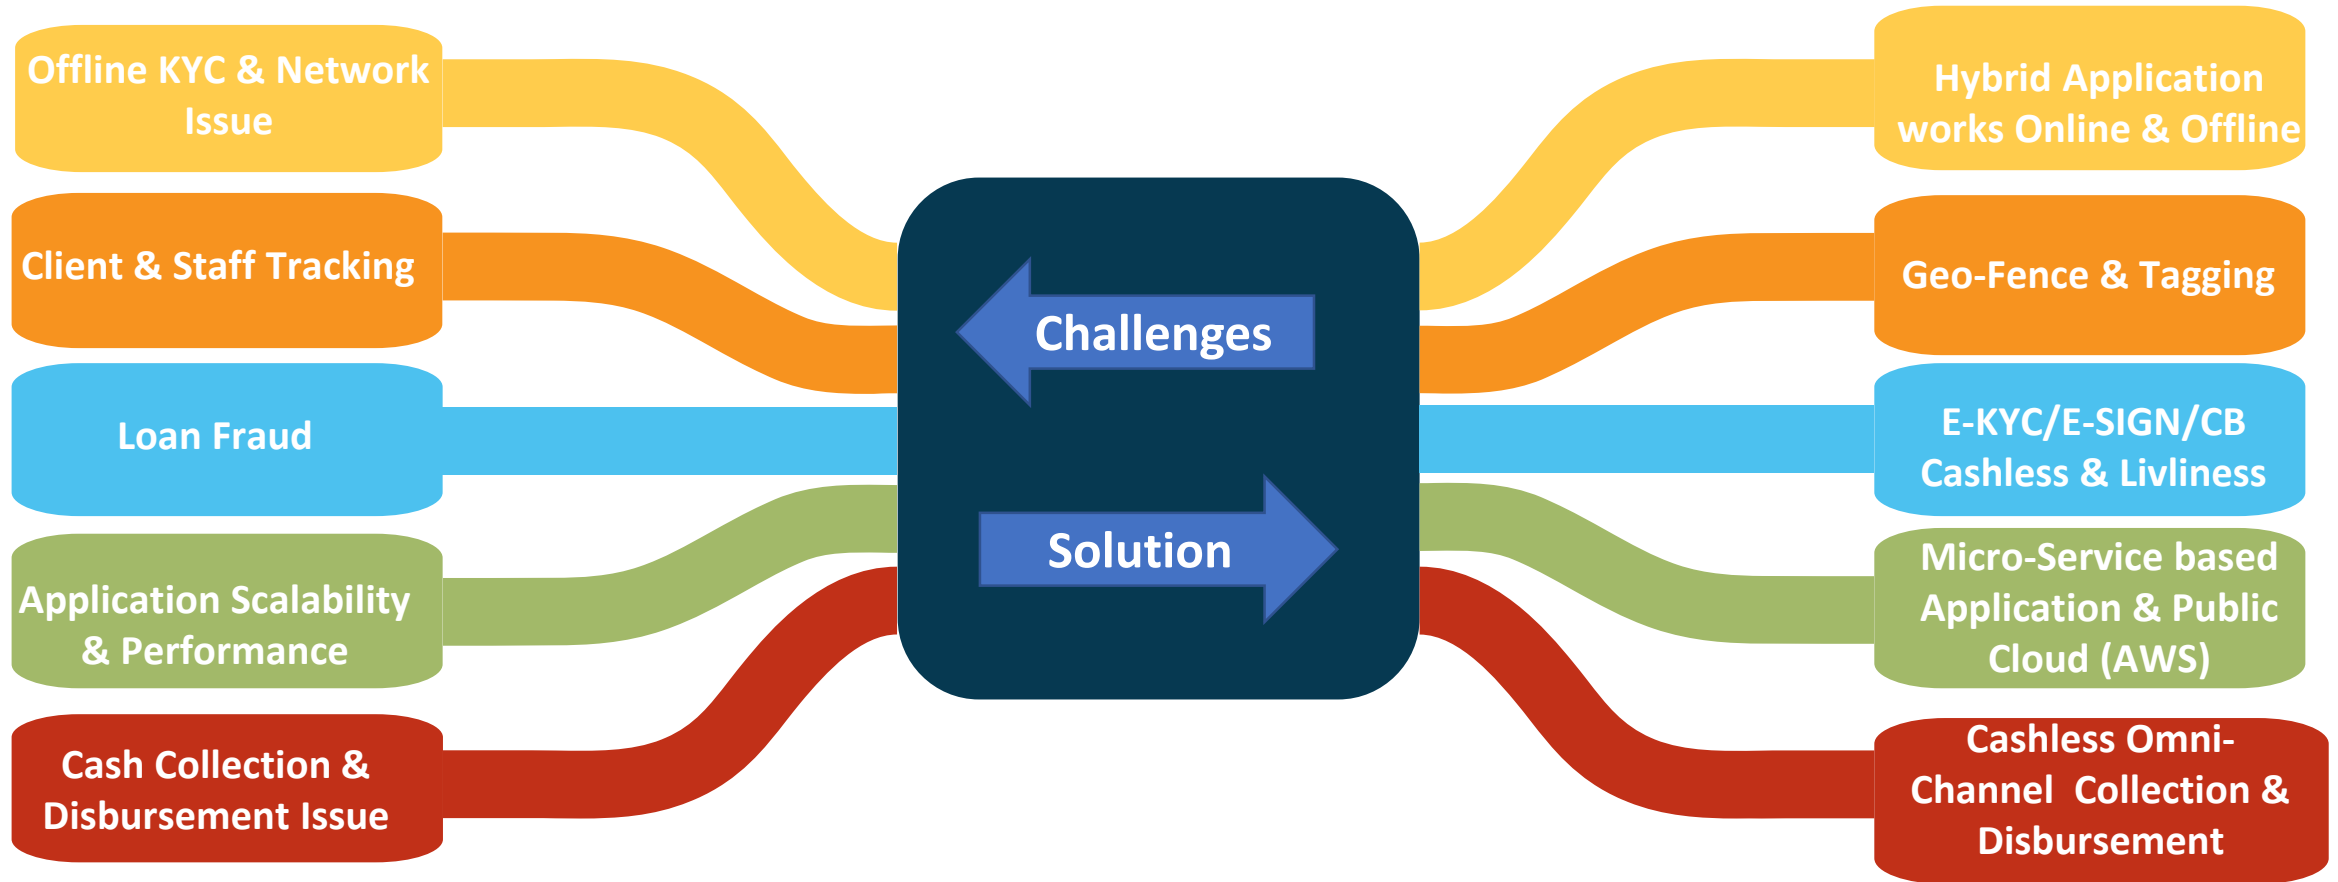 Offline KYC & Network
Issue
Client & Staff Tracking
Loan Fraud
Application Scalability
& Performance
Cash Collection &
Disbursement Issue
Challenges
Solution
Hybrid Application
works Online & Offline
Geo-Fence & Tagging
E-KYC/E-SIGN/CB
Cashless & Livliness
Micro-Service based
Application & Public
Cloud (AWS)
Cashless Omni-
Channel  Collection &
Disbursement